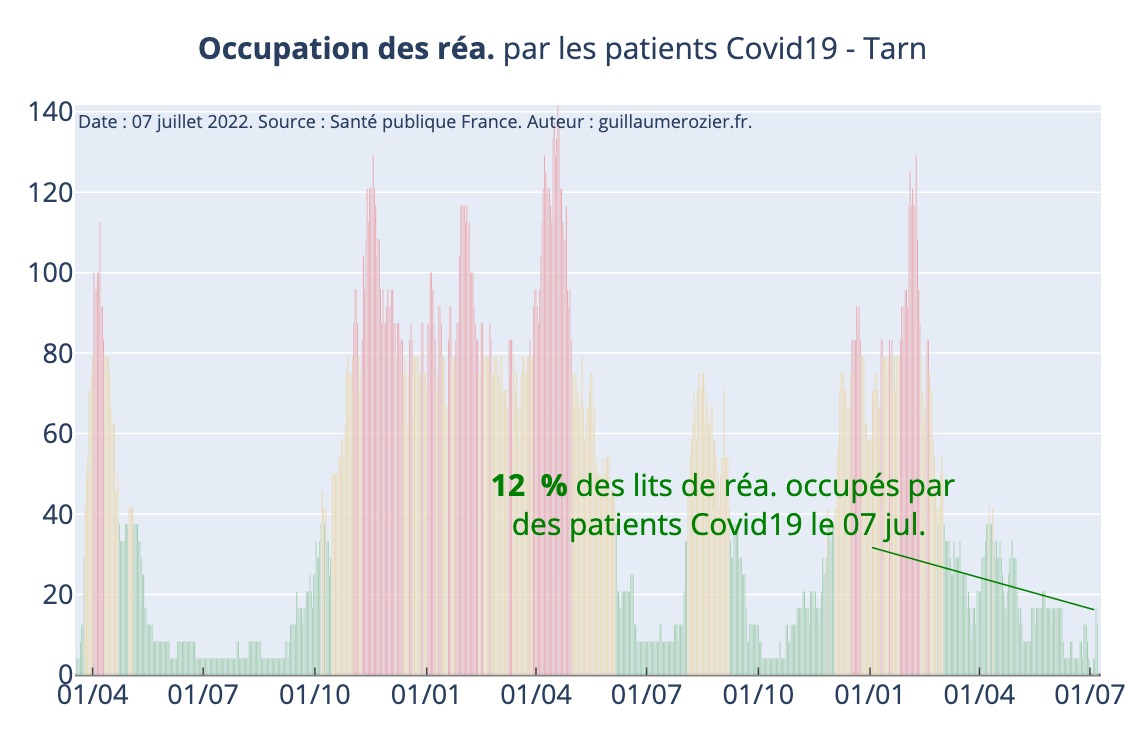 Occupation des réa. par les patients Covid19 - Tarn
140
Date : 07 juillet 2022. Source : Santé publique France. Auteur : guillaumerozier.fr.
120
100
80
60
12 % des lits de réa. occupés par
des patients Covid19 le 07 jul.
40
20
0
01/04 01/07 01/10 01/01 01/04 01/07 01/10 01/01 01/04 01/07